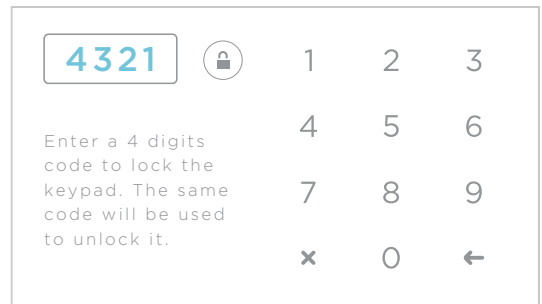 4321
1 2 3
4 5 6
7 8 9
× 0 ←
Enter a 4 digits
code to lock the
keypad. The same
code will be used
to unlock it.